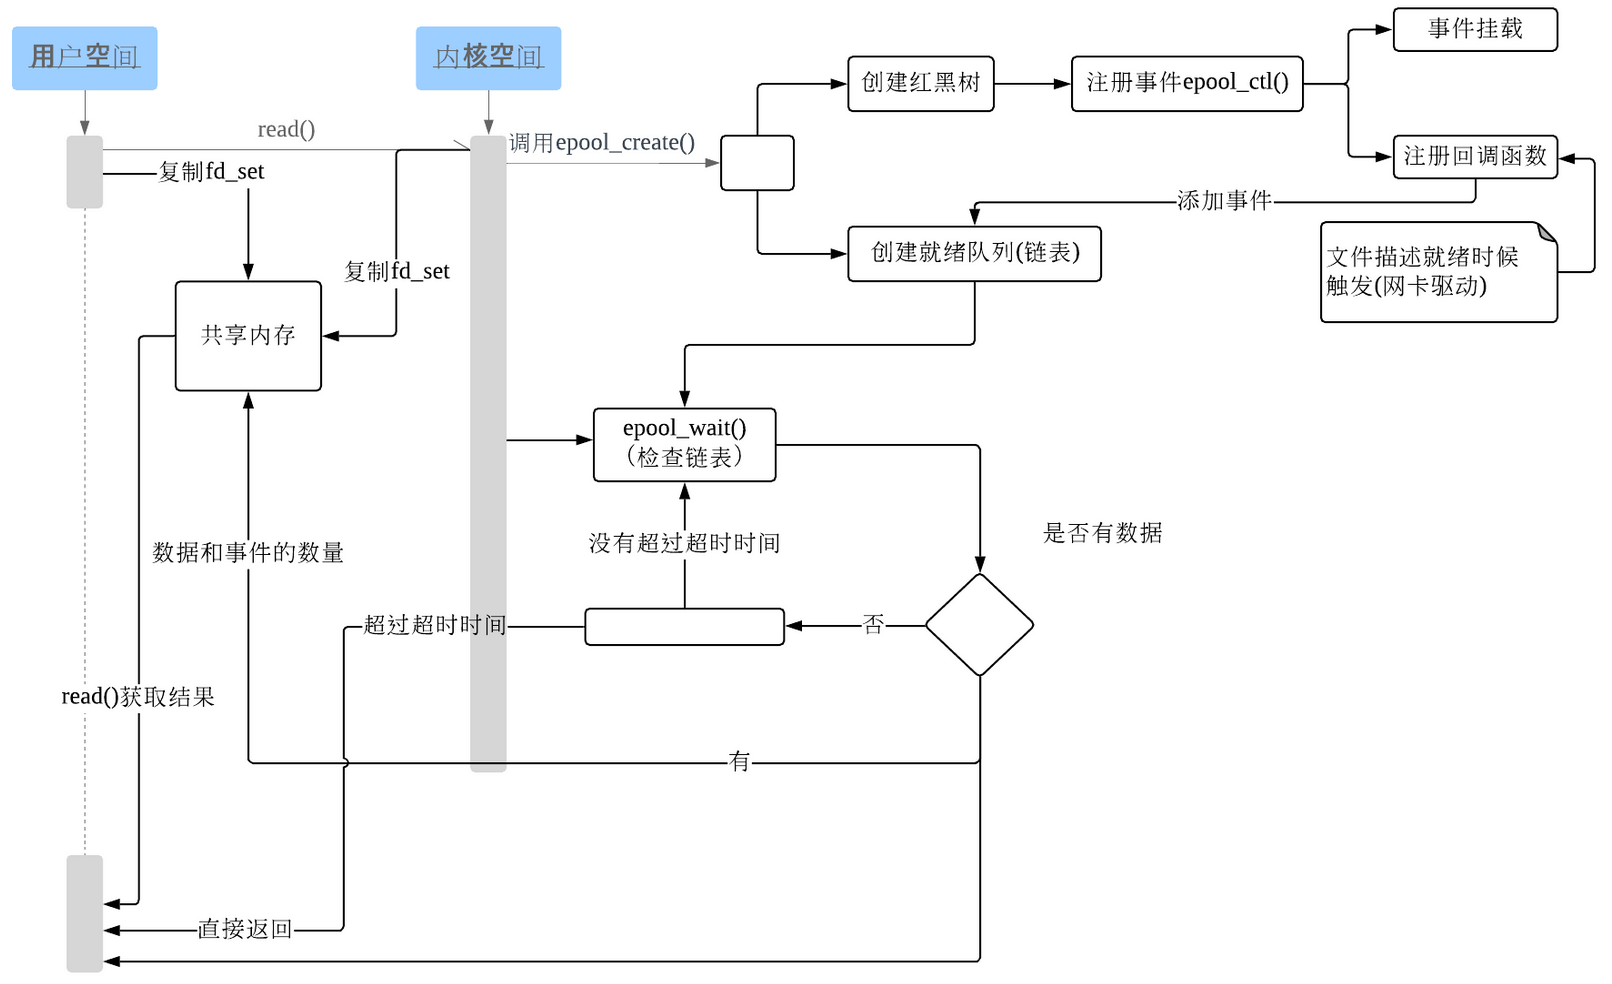 用户空间
内核空间
事件挂载
创建红黑树
注册事件epool_ctl()
read()
调用epool_create()
复制fd_set
注册回调函数
添加事件
创建就绪队列(链表)
文件描述就绪时候
触发(网卡驱动)
复制fd_set
共享内存
epool_wait()
（检查链表）
是否有数据
没有超过超时时间
数据和事件的数量
超过超时时间
否
read()获取结果
有
直接返回